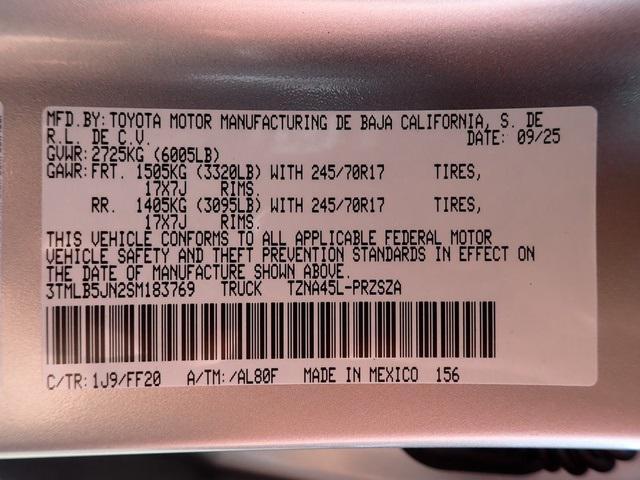 MFD.BY: TOYOTA MOTOR MANUFACTURING DE BAJA CALIFORNIA, S. DE
R.L. DE C.V. DATE: 09/25
GVWR: 2725KG (6005LB)
GAWR: FRT. 1505KG (3320LB) WITH 245/70R17 TIRES,
17X7J RIMS.
RR. 1405KG (3095LB) WITH 245/70R17 TIRES,
17X7J RIMS.
THIS VEHICLE CONFORMS TO ALL APPLICABLE FEDERAL MOTOR
VEHICLE SAFETY AND THEFT PREVENTION STANDARDS IN EFFECT ON
THE DATE OF MANUFACTURE SHOWN ABOVE.
3TMLB5JN2SM183769 TRUCK TZNA45L-PRZSZA
C/TR: 1J9/FF20 A/TM: /AL80F MADE IN MEXICO 156